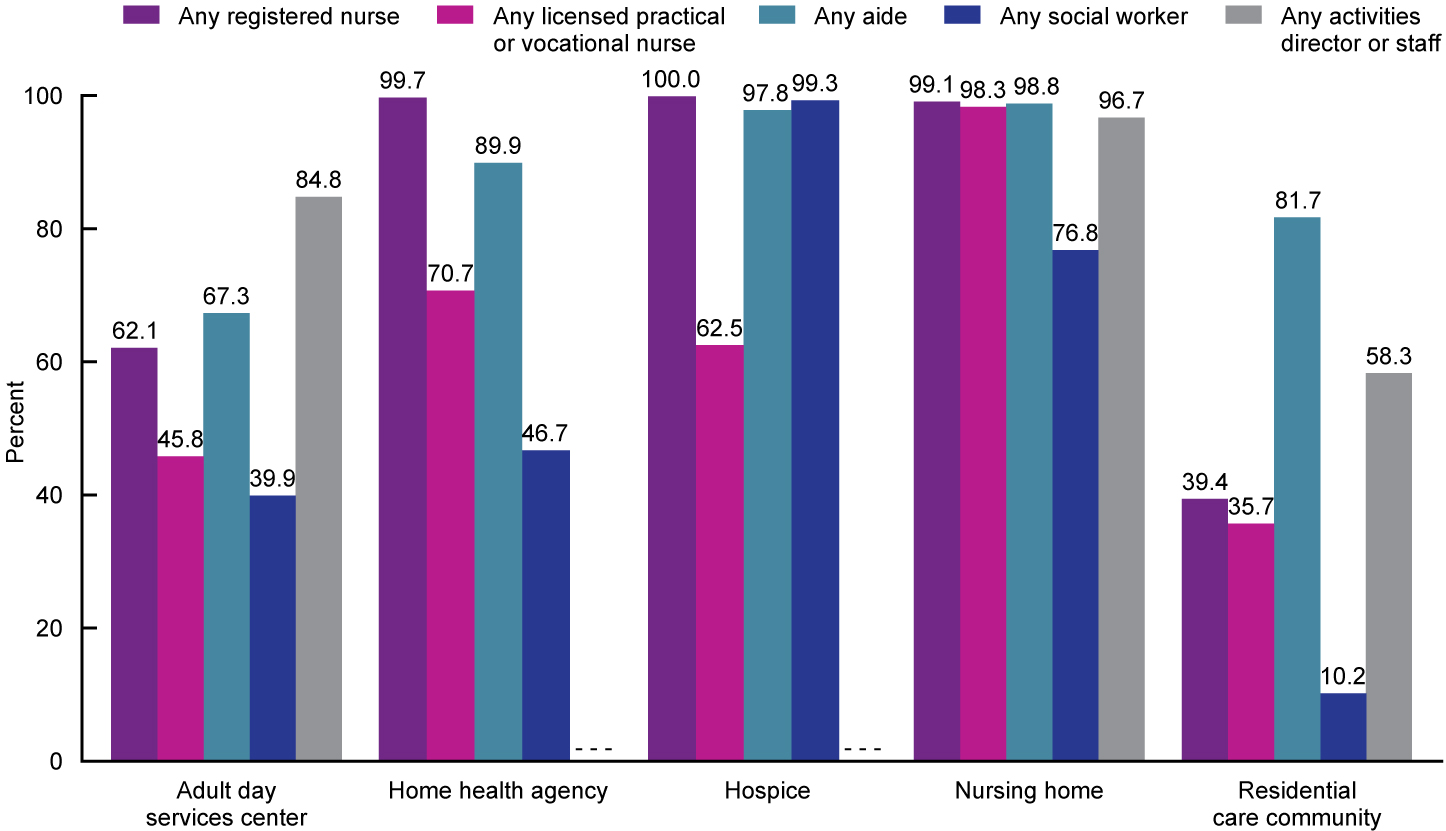 Any registered nurse
Any licensed practical
or vocational nurse
Any aide
Any social worker
Any activities
director or staff
Percent
100
80
60
40
20
0
62.1
45.8
67.3
39.9
84.8
99.7
70.7
89.9
46.7
- - -
100.0
62.5
97.8
99.3
- - -
99.1
98.3
98.8
76.8
96.7
39.4
35.7
81.7
10.2
58.3
Adult day
services center
Home health agency
Hospice
Nursing home
Residential
care community